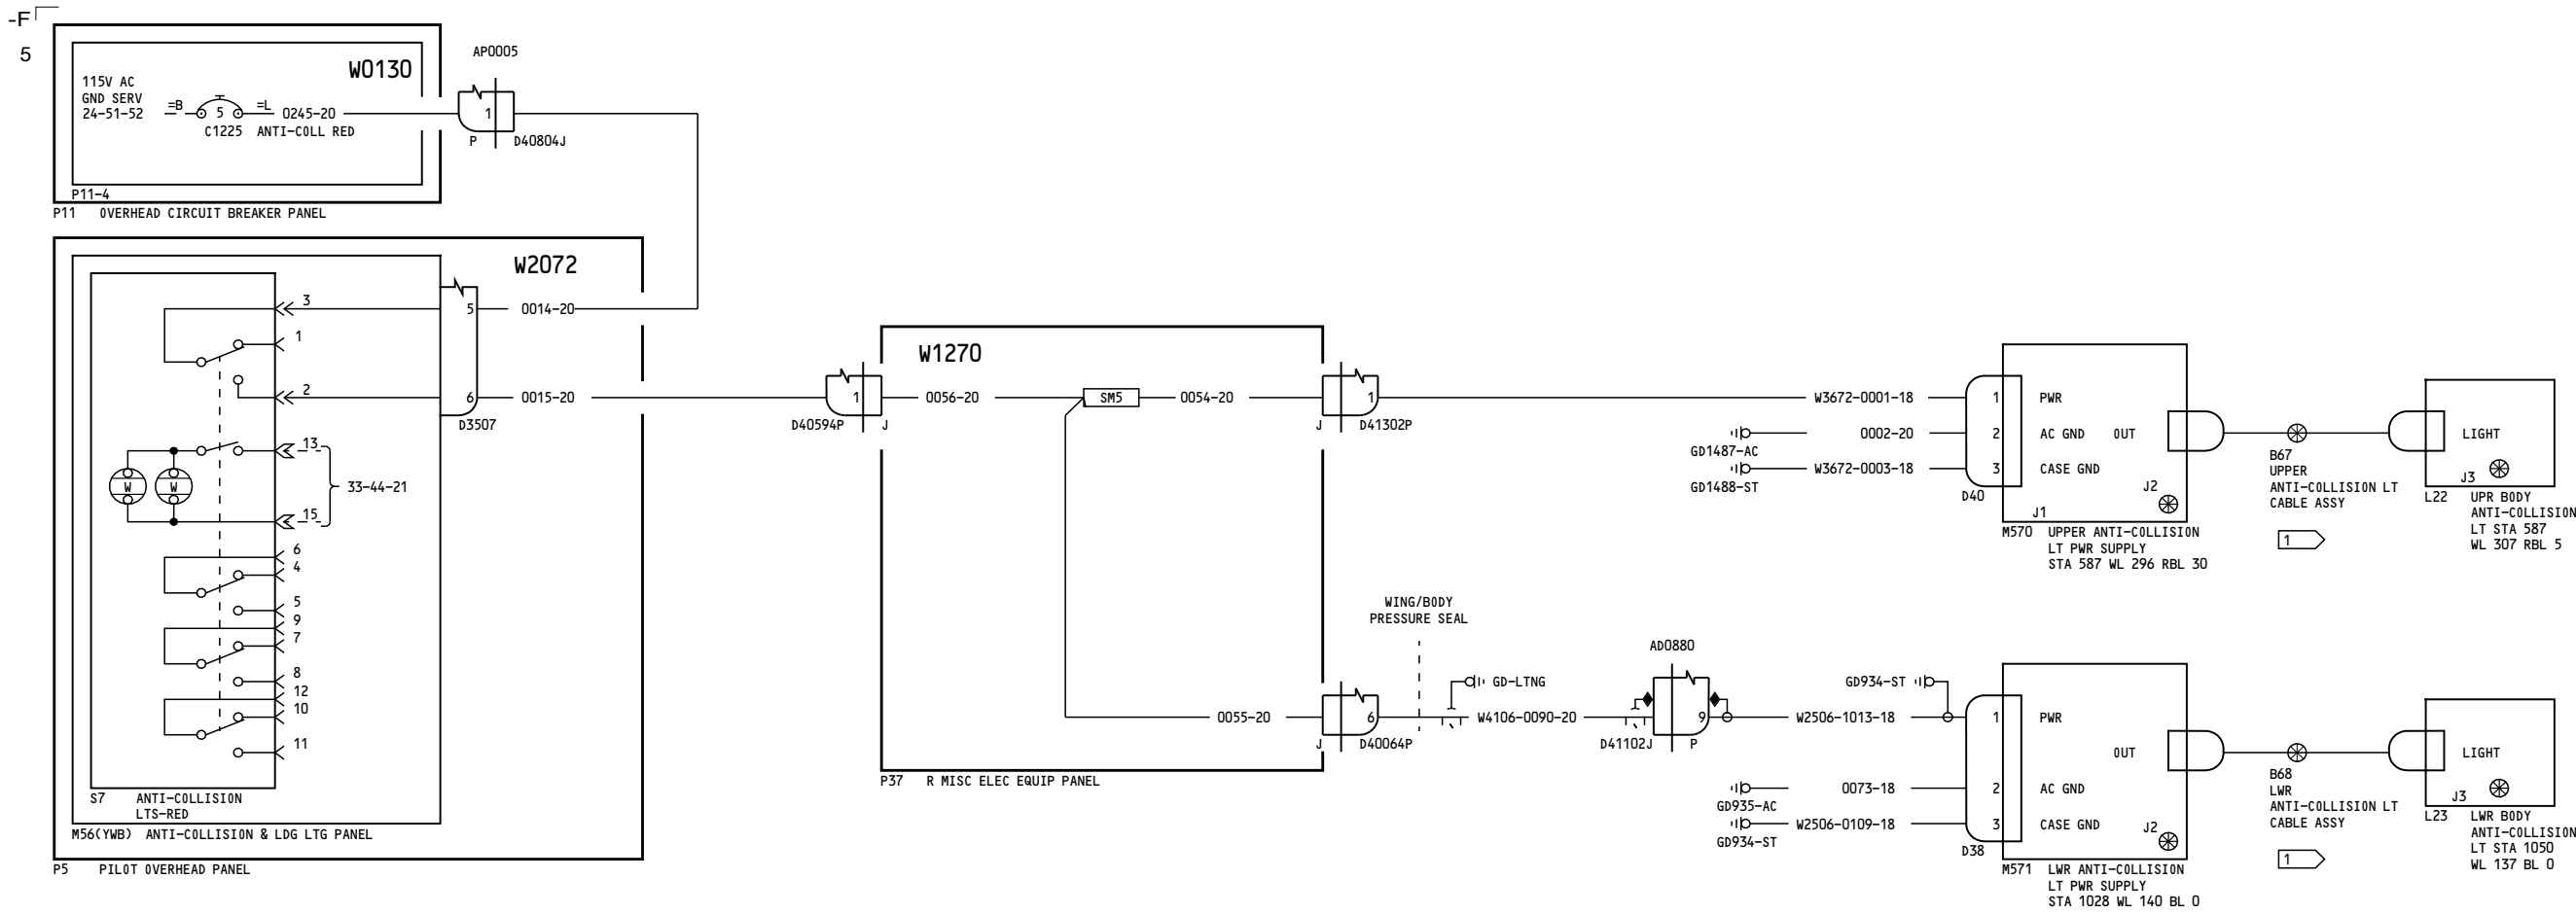 -F
5
AP0005
W0130
115V AC
GND SERV
24-51-52
=B
5
=L
0245-20
C1225 ANTI-COLL RED
1
P
D40804J
P11-4
P11 OVERHEAD CIRCUIT BREAKER PANEL
W2072
3
5
0014-20
1
2
6
0015-20
D3507
13
W
W
33-44-21
15
6
4
5
9
7
8
12
10
11
S7 ANTI-COLLISION
LTS-RED
M56(YWB) ANTI-COLLISION & LDG LTG PANEL
P5 PILOT OVERHEAD PANEL
W1270
1
D40594P
J
0056-20
SM5
0054-20
1
J
D41302P
0055-20
6
J
D40064P
P37 R MISC ELEC EQUIP PANEL
WING/BODY
PRESSURE SEAL
GD-LTNG
W4106-0090-20
AD0880
9
D41102J
P
W3672-0001-18
1
PWR
GD1487-AC
0002-20
2
AC GND
OUT
GD1488-ST
W3672-0003-18
3
CASE GND
D40
J2
J1
M570 UPPER ANTI-COLLISION
LT PWR SUPPLY
STA 587 WL 296 RBL 30
B67
UPPER
ANTI-COLLISION LT
CABLE ASSY
1
LIGHT
J3
L22 UPR BODY
ANTI-COLLISION
LT STA 587
WL 307 RBL 5
GD934-ST
W2506-1013-18
1
PWR
OUT
GD935-AC
0073-18
2
AC GND
GD934-ST
W2506-0109-18
3
CASE GND
D38
J2
M571 LWR ANTI-COLLISION
LT PWR SUPPLY
STA 1028 WL 140 BL 0
B68
LWR
ANTI-COLLISION LT
CABLE ASSY
1
LIGHT
J3
L23 LWR BODY
ANTI-COLLISION
LT STA 1050
WL 137 BL 0